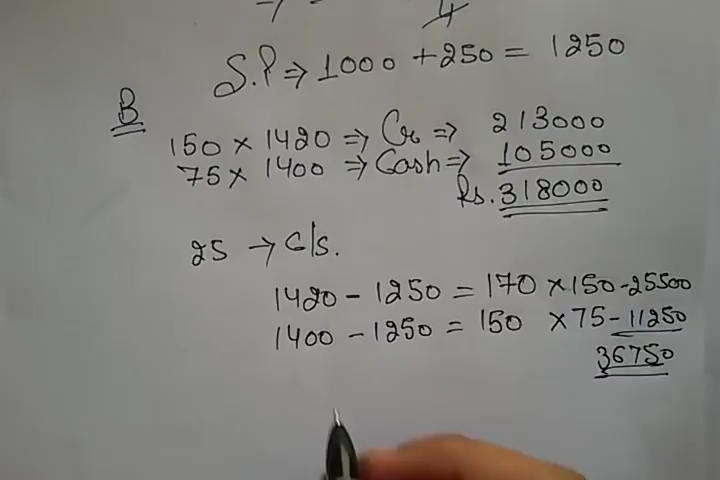 4
S.P ⇒ 1000 + 250 = 1250
B
150 × 1420 ⇒ Cr ⇒ 213000
75 × 1400 ⇒ Cash ⇒ 105000
Rs. 318000
25 → C/S.
1420 - 1250 = 170 × 150 - 25500
1400 - 1250 = 150 × 75 - 11250
36750